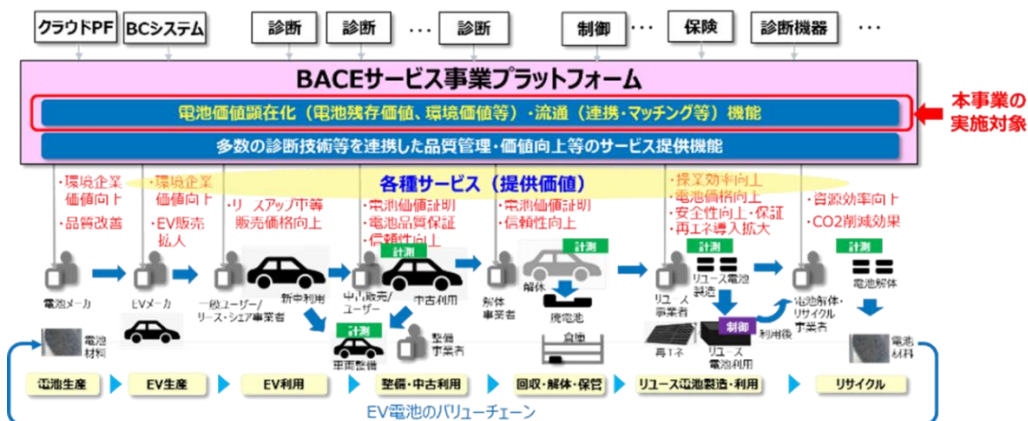 クラウドPF
BCシステム
診断
診断
...
診断
制御
...
保険
診断機器
...
BACEサービス事業プラットフォーム
電池価値顕在化（電池残存価値、環境価値等）・流通（連携・マッチング等）機能
多数の診断技術等を連携した品質管理・価値向上等のサービス提供機能
本事業の
実施対象
各種サービス（提供価値）
・環境企業
価値向上
・品質改善
・環境企業
価値向上
・EV販売
拡大
・リースアップ車等
販売価格向上
・電池価値証明
・電池品質保証
・信頼性向上
・電池価値証明
・信頼性向上
・操業効率向上
・電池価格向上
・安全性向上・保証
・再エネ導入拡大
・資源効率向上
・CO2削減効果
計測
計測
計測
計測
電池メーカ
EVメーカ
一般ユーザー/
リース・シェア事業者
新車利用
中古販売/
ユーザー
中古利用
解体
事業者
解体
廃電池
リユース
事業者
リユース電池
製造
電池解体・
リサイクル
事業者
電池解体
電池
材料
計測
車両整備
整備
事業者
倉庫
再エネ
制御
リユース
電池利用
利用後
電池
材料
電池生産
EV生産
EV利用
整備・中古利用
回収・解体・保管
リユース電池製造・利用
リサイクル
EV電池のバリューチェーン